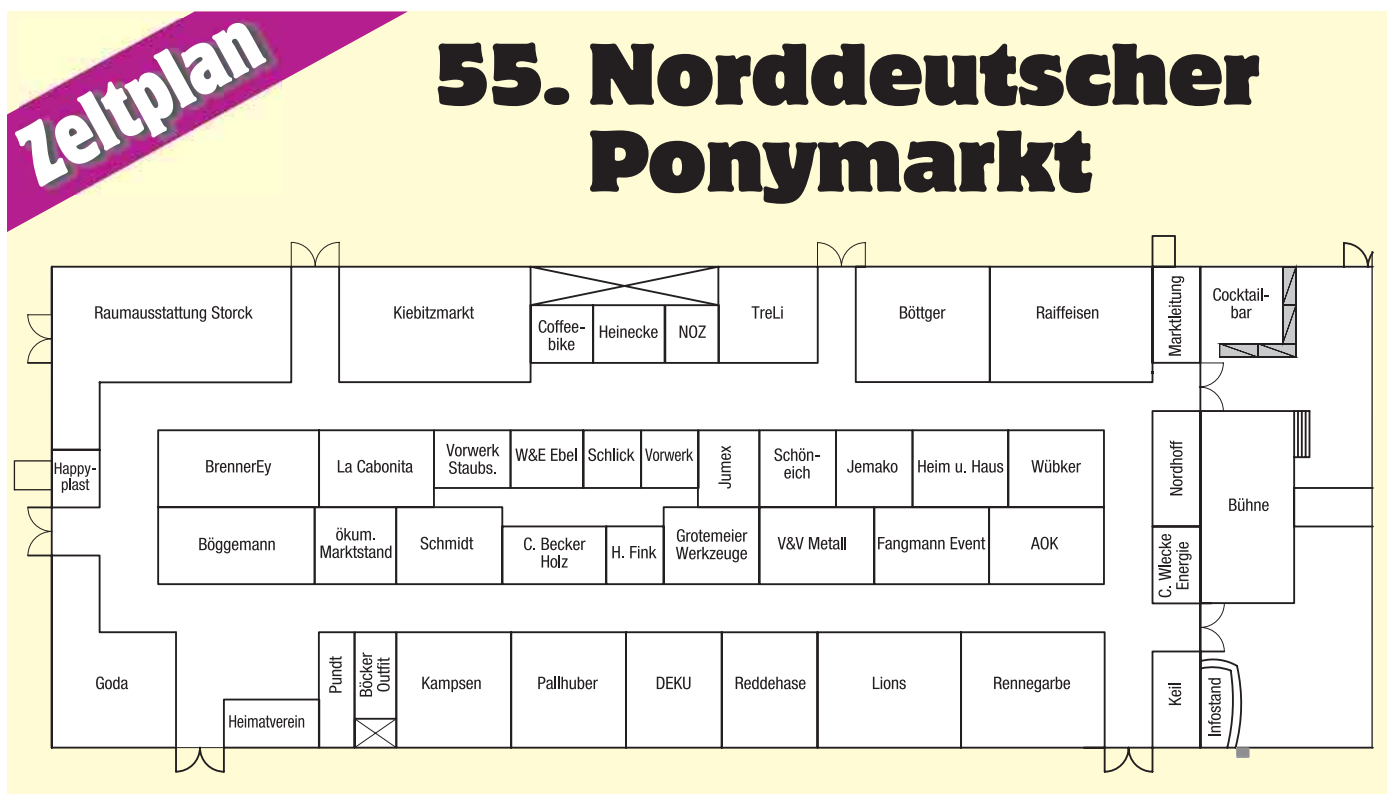 Zeltplan
55. Norddeutscher
Ponymarkt
Raumausstattung Storck
Kiebitzmarkt
Coffee-
bike
Heinecke
NOZ
TreLi
Böttger
Raiffeisen
Marktleitung
Cocktail-
bar
Happy-
plast
BrennerEy
La Cabonita
Vorwerk
Staubs.
W&E Ebel
Schlick
Vorwerk
Jumex
Schön-
eich
Jemako
Heim u. Haus
Wübker
Nordhoff
Bühne
Böggemann
ökum.
Marktstand
Schmidt
C. Becker
Holz
H. Fink
Grotemeier
Werkzeuge
V&V Metall
Fangmann Event
AOK
C. Wlecke
Energie
Goda
Heimatverein
Pundt
Böcker
Outfit
Kampsen
Pallhuber
DEKU
Reddehase
Lions
Rennegarbe
Keil
Infostand